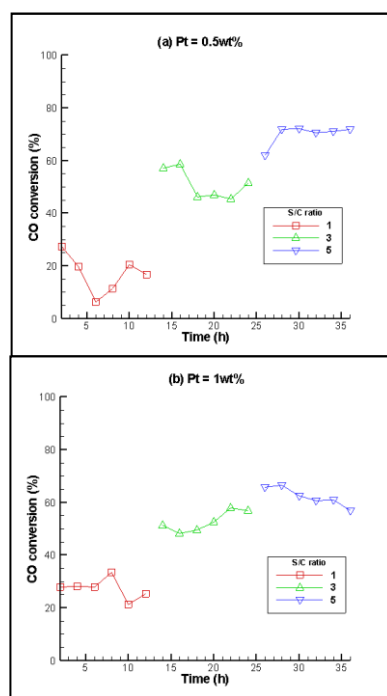 (a) Pt = 0.5wt%
100
80
60
40
20
0
CO conversion (%)
S/C ratio
1
3
5
5 10 15 20 25 30 35
Time (h)
(b) Pt = 1wt%
100
80
60
40
20
0
CO conversion (%)
S/C ratio
1
3
5
5 10 15 20 25 30 35
Time (h)